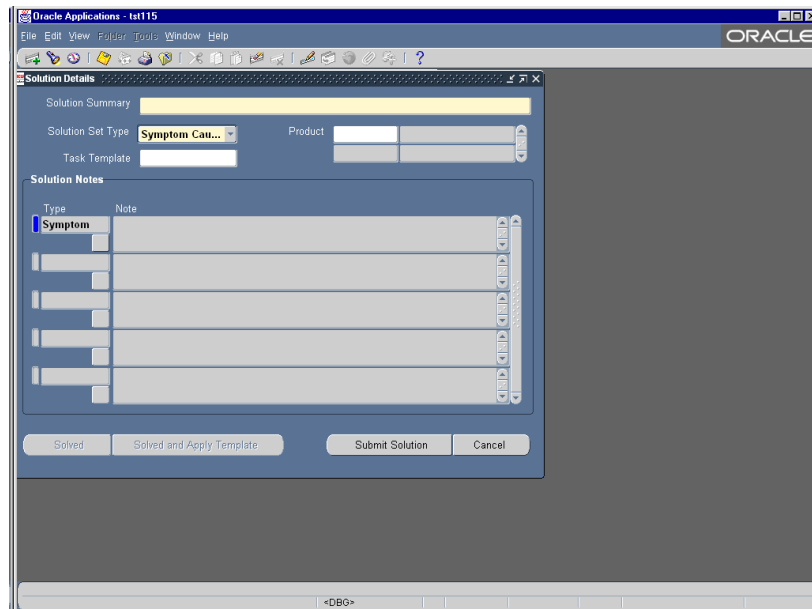 Oracle Applications - tst115
File Edit View Folder Tools Window Help
ORACLE
Solution Details
Solution Summary
Solution Set Type Symptom Cau... Product
Task Template
Solution Notes
Type Note
Symptom
Solved Solved and Apply Template Submit Solution Cancel
<DBG>